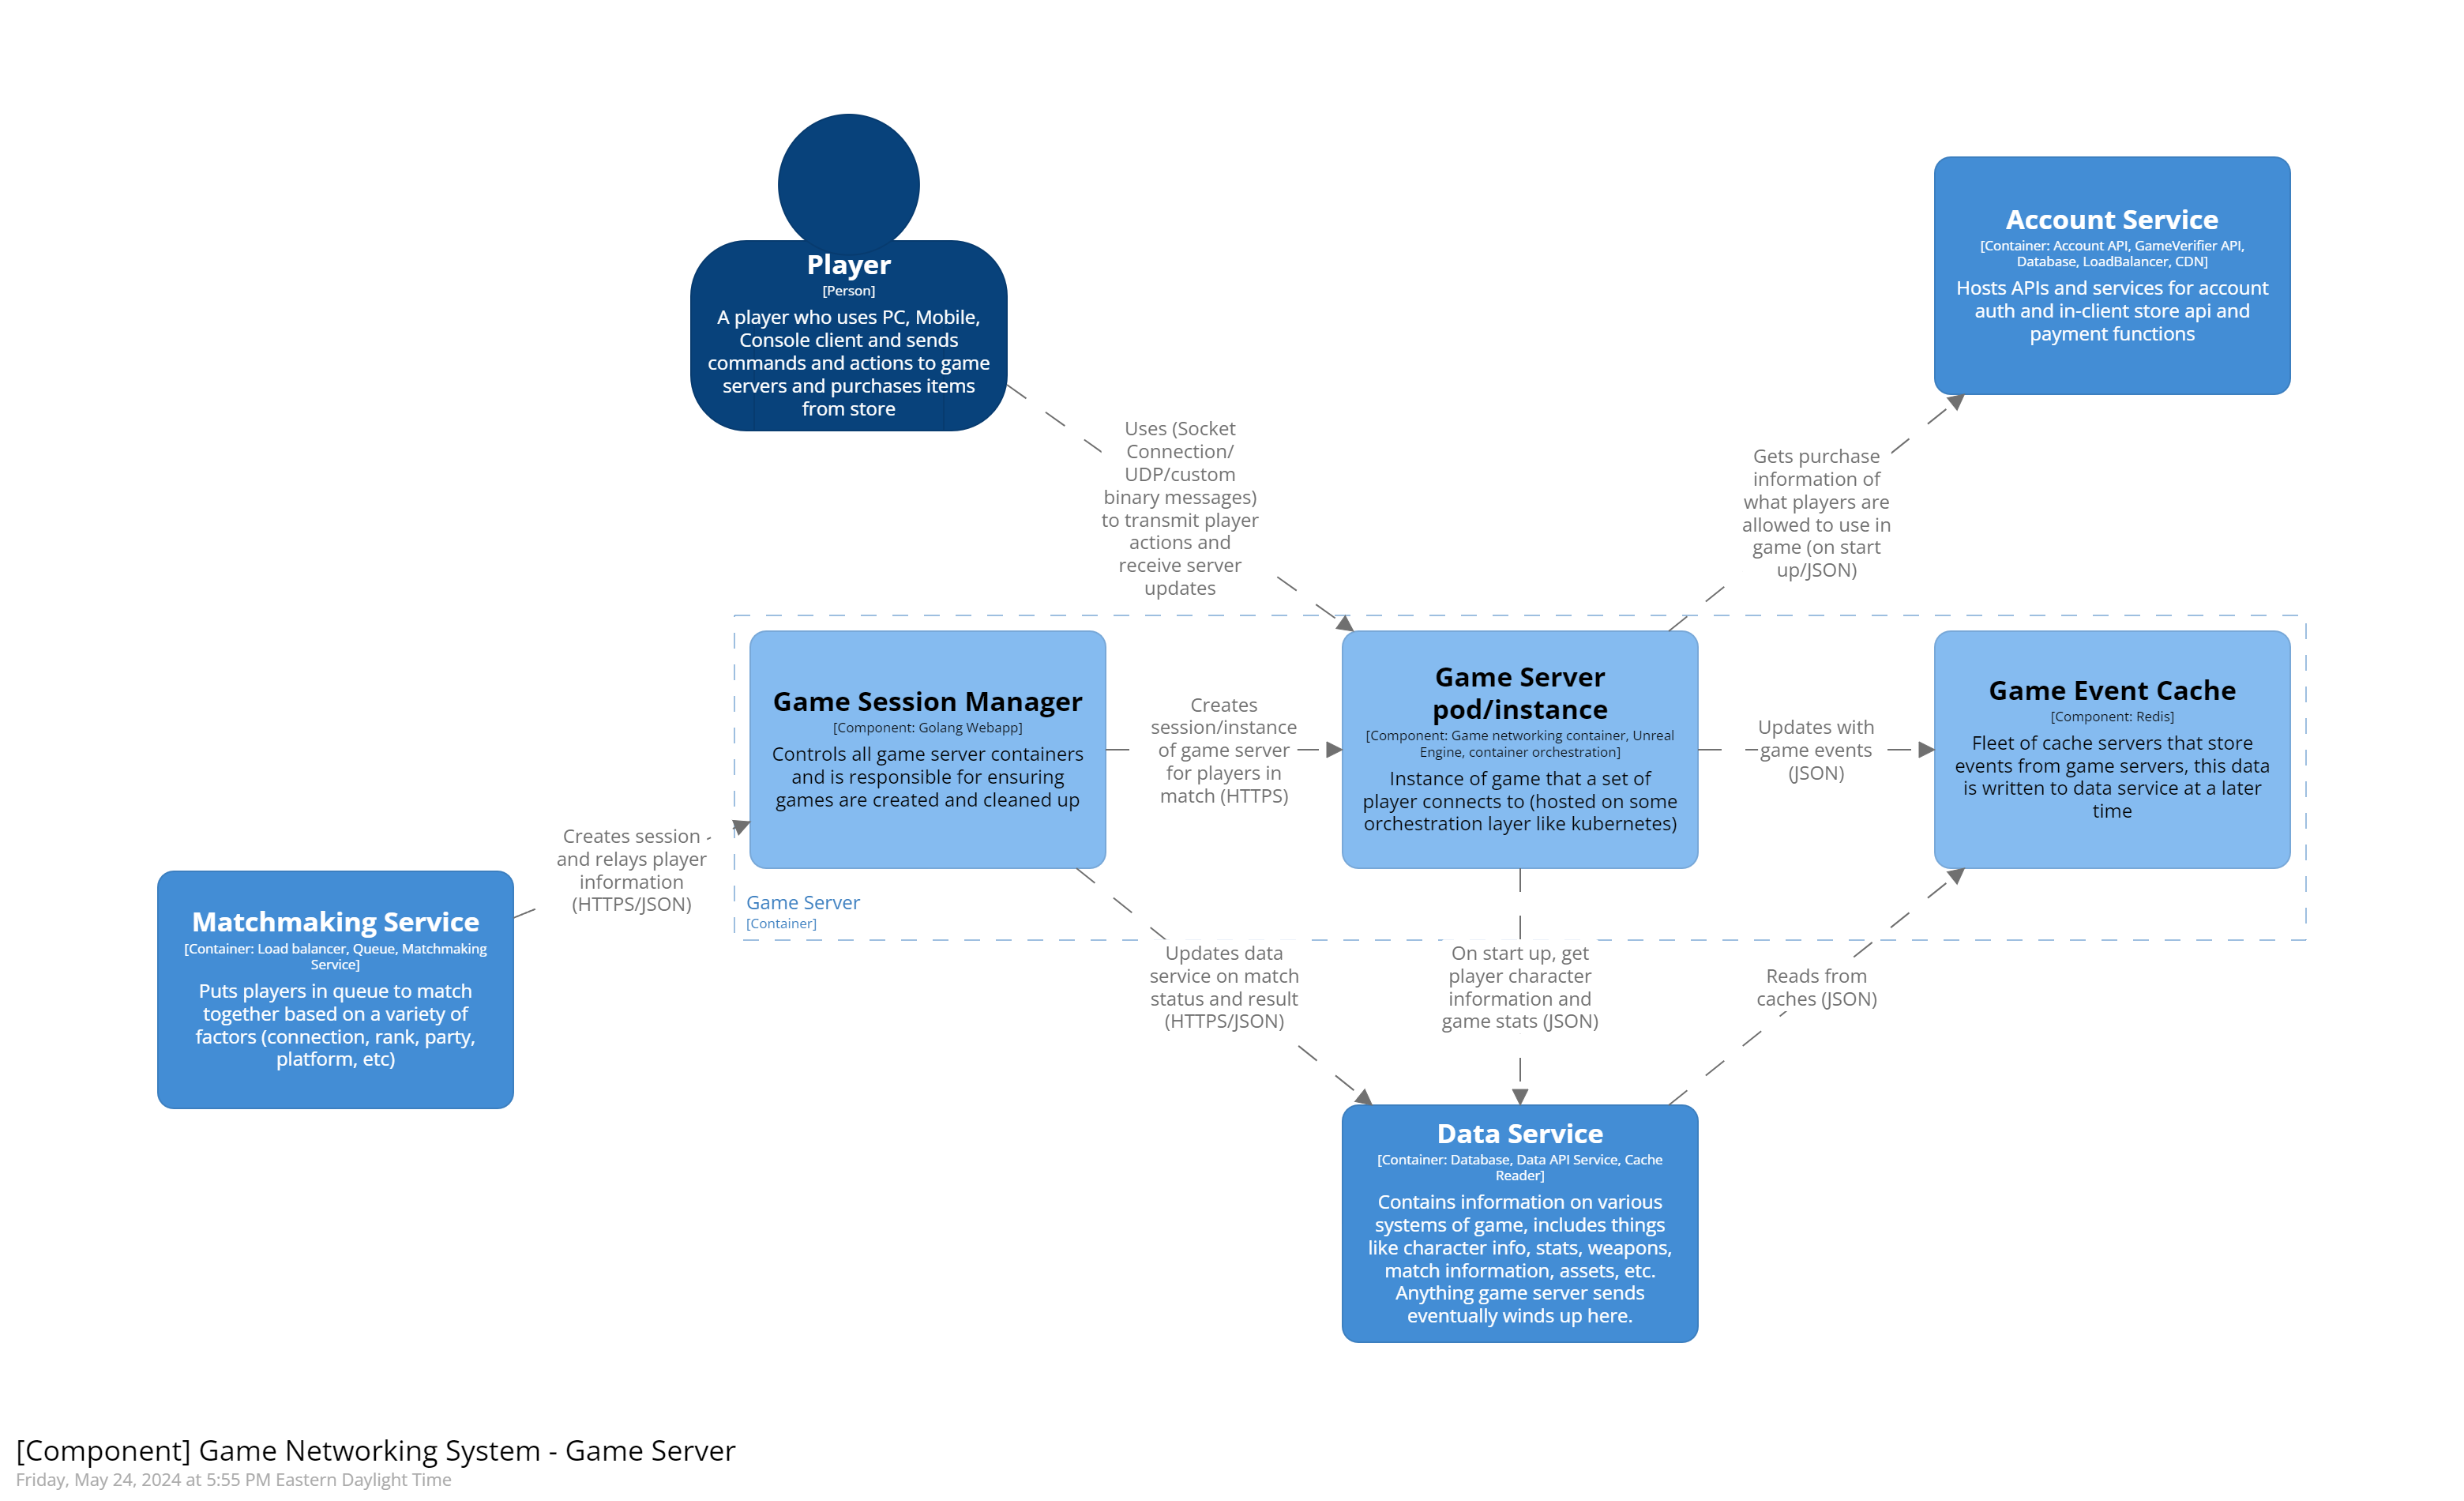 Player
[Person]
A player who uses PC, Mobile,
Console client and sends
commands and actions to game
servers and purchases items
from store
Account Service
[Container: Account API, GameVerifier API,
Database, LoadBalancer, CDN]
Hosts APIs and services for account
auth and in-client store api and
payment functions
Uses (Socket
Connection/
UDP/custom
binary messages)
to transmit player
actions and
receive server
updates
Gets purchase
information of
what players are
allowed to use in
game (on start
up/JSON)
Game Session Manager
[Component: Golang Webapp]
Controls all game server containers
and is responsible for ensuring
games are created and cleaned up
Creates
session/instance
of game server
for players in
match (HTTPS)
Game Server
pod/instance
[Component: Game networking container, Unreal
Engine, container orchestration]
Instance of game that a set of
player connects to (hosted on some
orchestration layer like kubernetes)
Updates with
game events
(JSON)
Game Event Cache
[Component: Redis]
Fleet of cache servers that store
events from game servers, this data
is written to data service at a later
time
Creates session
and relays player
information
(HTTPS/JSON)
Game Server
[Container]
Matchmaking Service
[Container: Load balancer, Queue, Matchmaking
Service]
Puts players in queue to match
together based on a variety of
factors (connection, rank, party,
platform, etc)
Updates data
service on match
status and result
(HTTPS/JSON)
On start up, get
player character
information and
game stats (JSON)
Reads from
caches (JSON)
Data Service
[Container: Database, Data API Service, Cache
Reader]
Contains information on various
systems of game, includes things
like character info, stats, weapons,
match information, assets, etc.
Anything game server sends
eventually winds up here.
[Component] Game Networking System - Game Server
Friday, May 24, 2024 at 5:55 PM Eastern Daylight Time